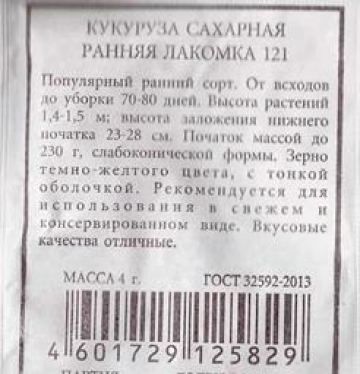 КУКУРУЗА САХАРНАЯ
РАННЯЯ ЛАКОМКА 121
Популярный ранний сорт. От всходов
до уборки 70-80 дней. Высота растений
1,4-1,5 м; высота заложения нижнего
початка 23-28 см. Початок массой до
230 г, слабоконической формы. Зерно
темно-желтого цвета, с тонкой
оболочкой. Рекомендуется для
использования в свежем и
консервированном виде. Вкусовые
качества отличные.
МАССА 4 г. ГОСТ 32592-2013
4 601729 125829